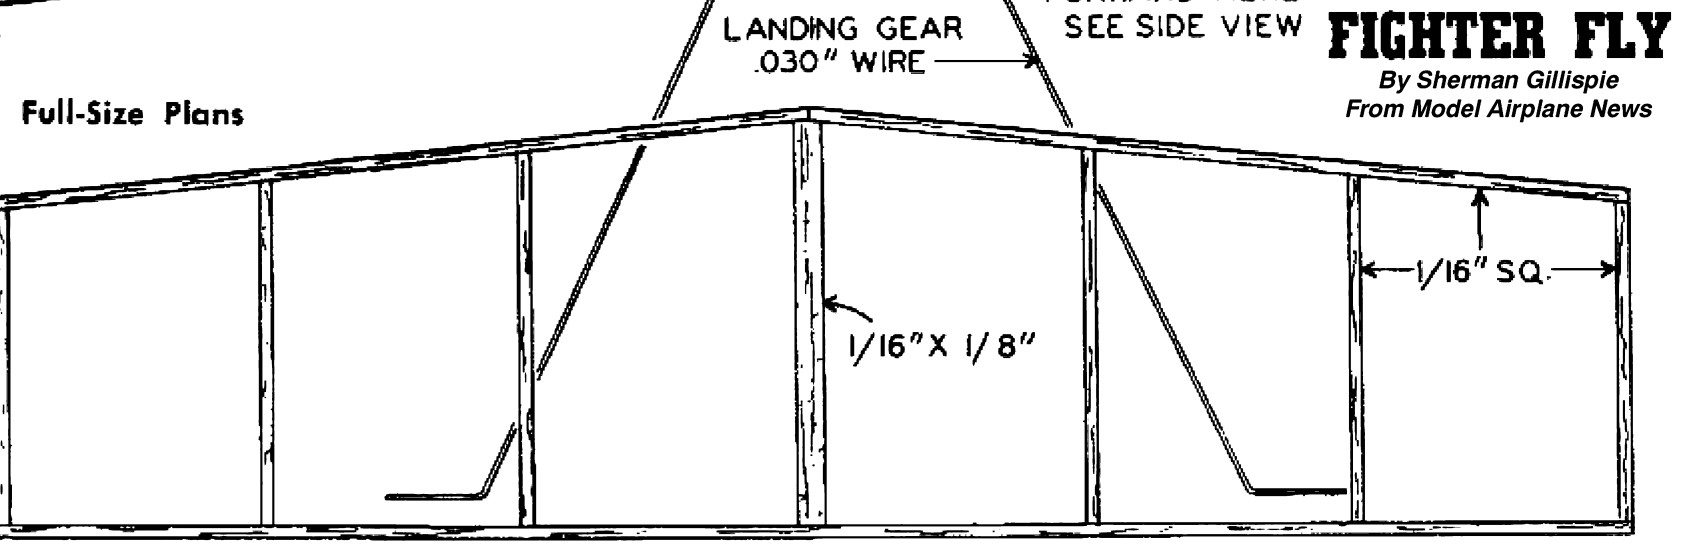 LANDING GEAR
.030" WIRE
SEE SIDE VIEW
FIGHTER FLY
By Sherman Gillispie
From Model Airplane News
Full-Size Plans
1/16" SQ.
1/16" X 1/8"